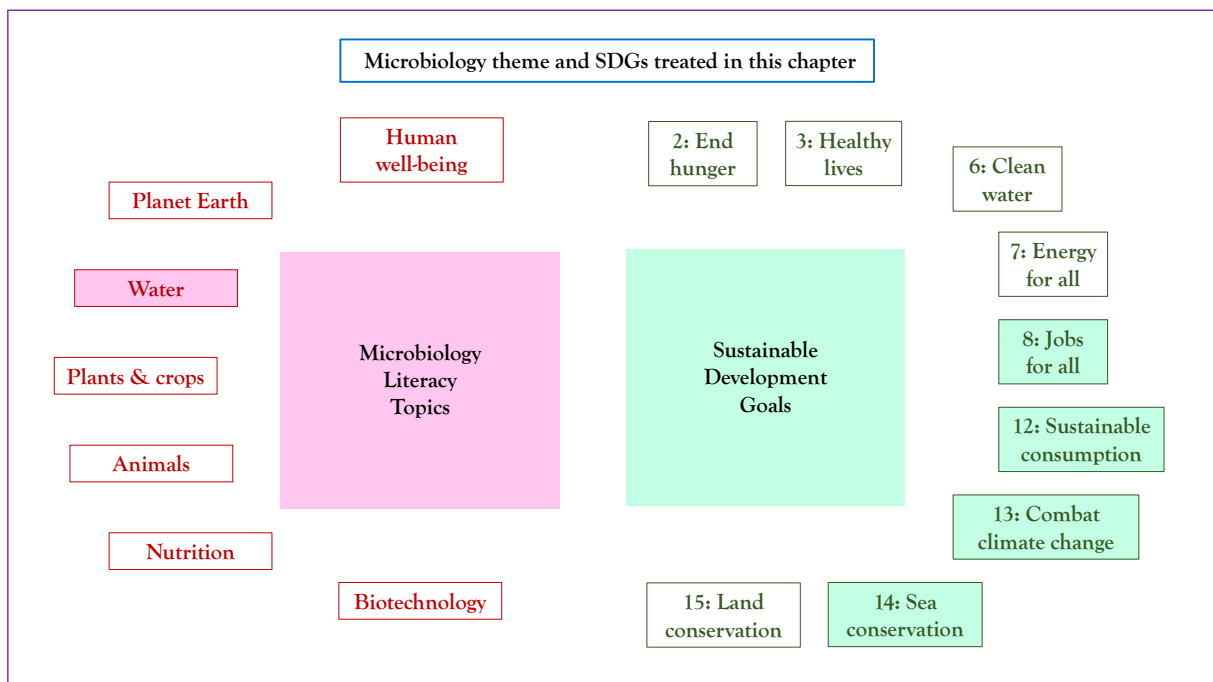 Microbiology theme and SDGs treated in this chapter
Human
well-being
Planet Earth
Water
Plants & crops
Animals
Nutrition
Biotechnology
Microbiology
Literacy
Topics
Sustainable
Development
Goals
2: End
hunger
3: Healthy
lives
6: Clean
water
7: Energy
for all
8: Jobs
for all
12: Sustainable
consumption
13: Combat
climate change
14: Sea
conservation
15: Land
conservation